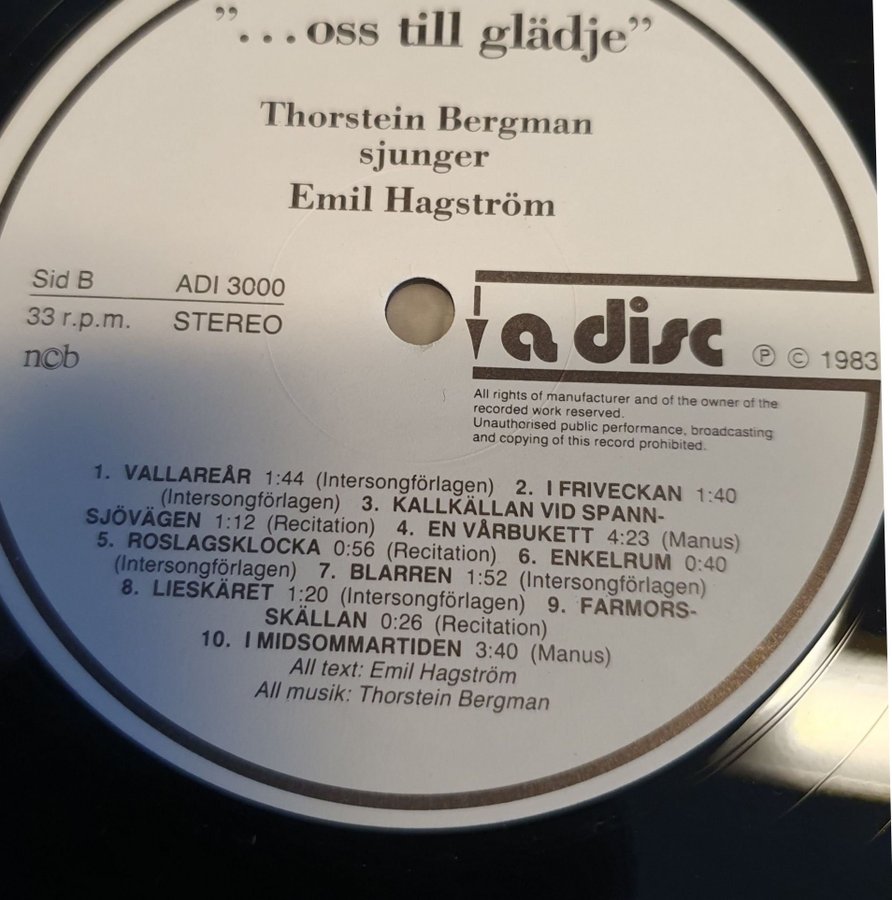 "...oss till glädje"
Thorstein Bergman
sjunger
Emil Hagström
Sid B ADI 3000
33 r.p.m. STEREO
n©b
a disc ℗ © 1983
All rights of manufacturer and of the owner of the
recorded work reserved.
Unauthorised public performance, broadcasting
and copying of this record prohibited.
1. VALLAREÅR 1:44 (Intersongförlagen) 2. I FRIVECKAN 1:40
(Intersongförlagen) 3. KALLKÄLLAN VID SPANN-
SJÖVÄGEN 1:12 (Recitation) 4. EN VÅRBUKETT 4:23 (Manus)
5. ROSLAGSKLOCKA 0:56 (Recitation) 6. ENKELRUM 0:40
(Intersongförlagen) 7. BLARREN 1:52 (Intersongförlagen)
8. LIESKÄRET 1:20 (Intersongförlagen) 9. FARMORS-
SKÄLLAN 0:26 (Recitation)
10. I MIDSOMMARTIDEN 3:40 (Manus)
All text: Emil Hagström
All musik: Thorstein Bergman